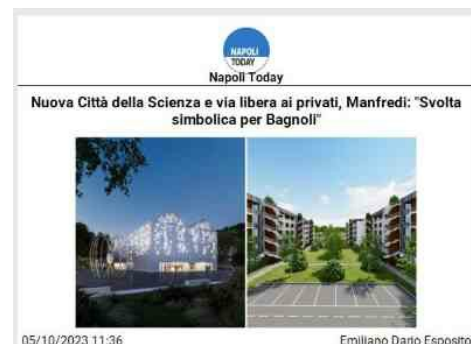 NAPOLI
TODAY
Napoli Today
Nuova Città della Scienza e via libera ai privati, Manfredi: "Svolta
simbolica per Bagnoli"
05/10/2023 11:36 Emiliano Dario Esposito